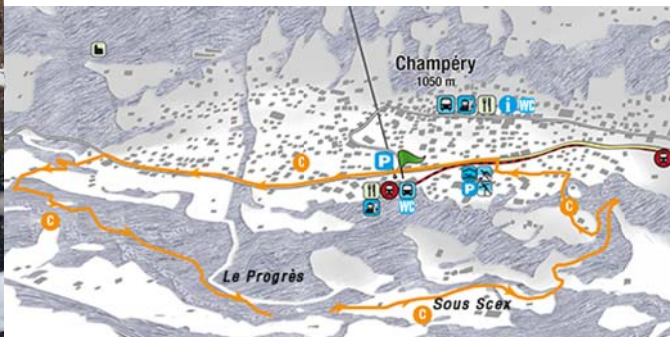 Champéry
1050 m
i WC
C
P
P
WC
C
C
Le Progrès
Sous Scex
C